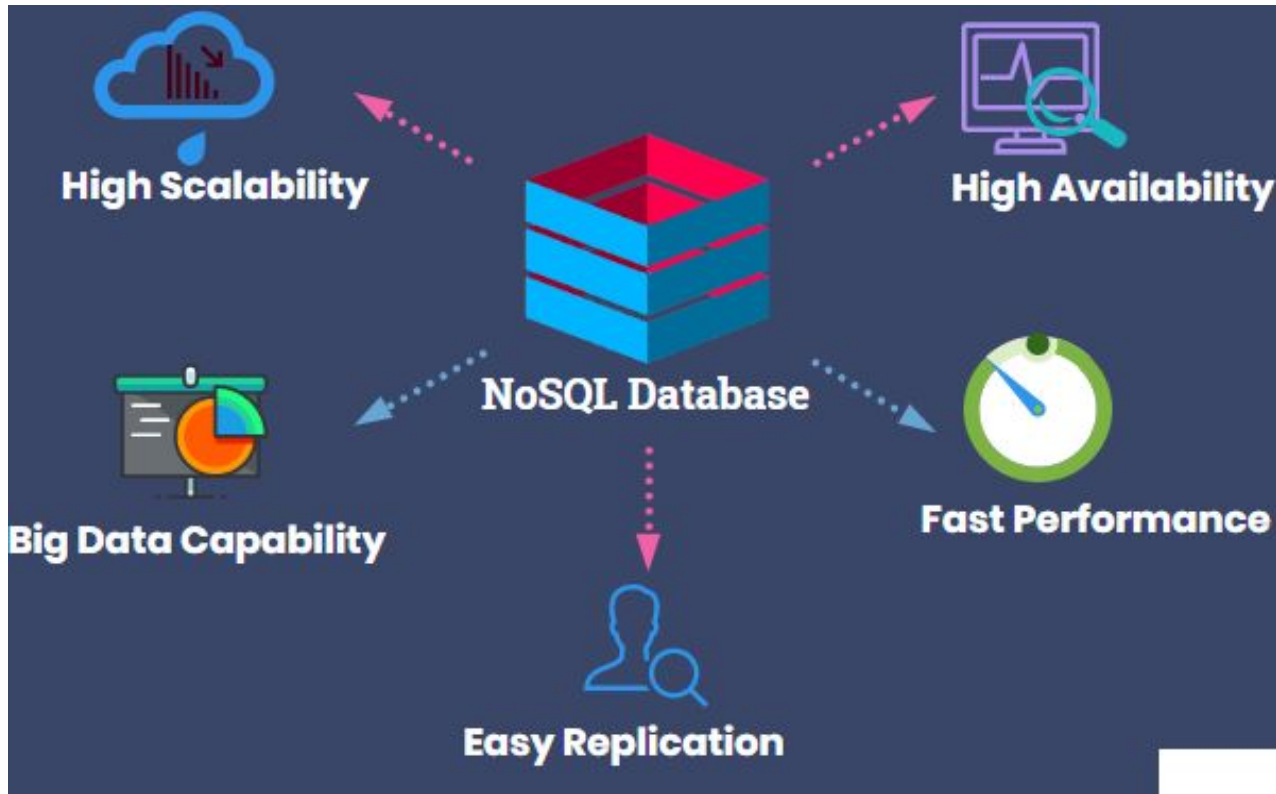 High Scalability
High Availability
NoSQL Database
Big Data Capability
Fast Performance
Easy Replication